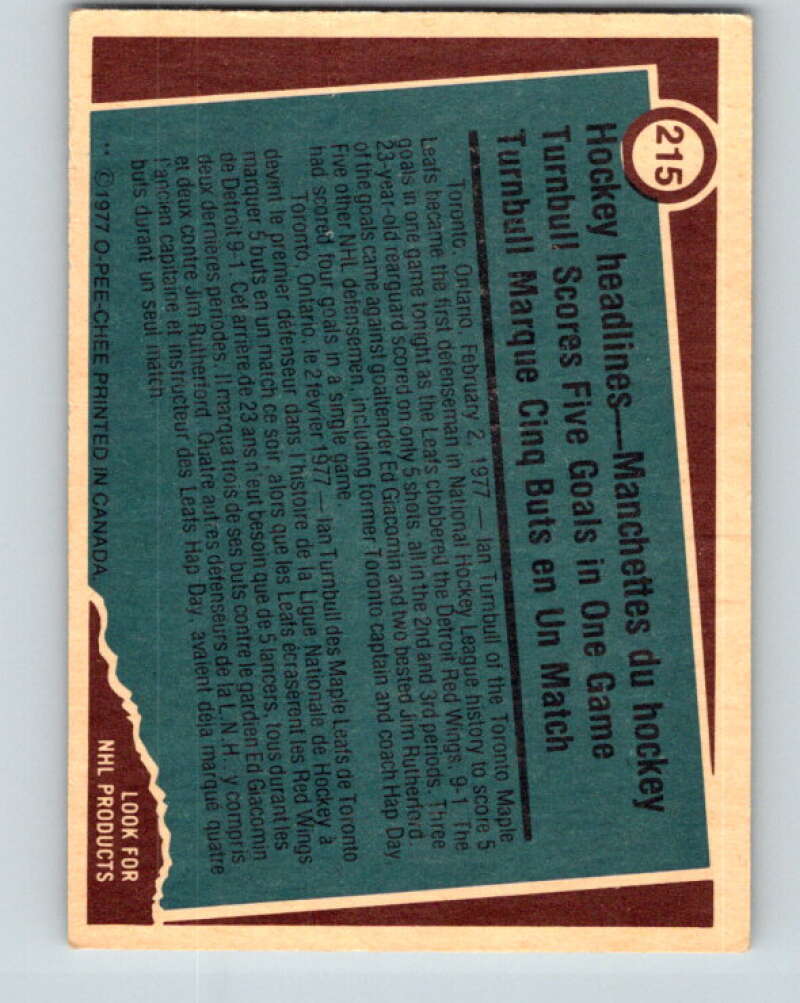 215
Hockey headlines—Manchettes du hockey
Turnbull Scores Five Goals in One Game
Turnbull Marque Cinq Buts en Un Match
Toronto, Ontario, February 2, 1977 — Ian Turnbull of the Toronto Maple
Leafs became the first defenseman in National Hockey League history to score 5
goals in one game tonight as the Leafs clobbered the Detroit Red Wings, 9-1. The
23-year-old rearguard scored on only 5 shots, all in the 2nd and 3rd periods. Three
of the goals came against goaltender Ed Giacomin and two bested Jim Rutherford.
Five other NHL defensemen, including former Toronto captain and coach Hap Day
had scored four goals in a single game.
Toronto, Ontario, le 2 février 1977 — Ian Turnbull des Maple Leafs de Toronto
devint le premier défenseur dans l'histoire de la Ligue Nationale de Hockey à
marquer 5 buts en un match ce soir, alors que les Leafs écraserent les Red Wings
de Detroit 9-1. Cet arrière de 23 ans n'eut besoin que de 5 lancers, tous durant les
deux dernières périodes. Il marqua trois de ses buts contre le gardien Ed Giacomin
et deux contre Jim Rutherford. Quatre autres défenseurs de la L.N.H., y compris
l'ancien capitaine et instructeur des Leafs Hap Day, avaient déjà marqué quatre
buts durant un seul match.
** ©1977 O-PEE-CHEE PRINTED IN CANADA
LOOK FOR
NHL PRODUCTS